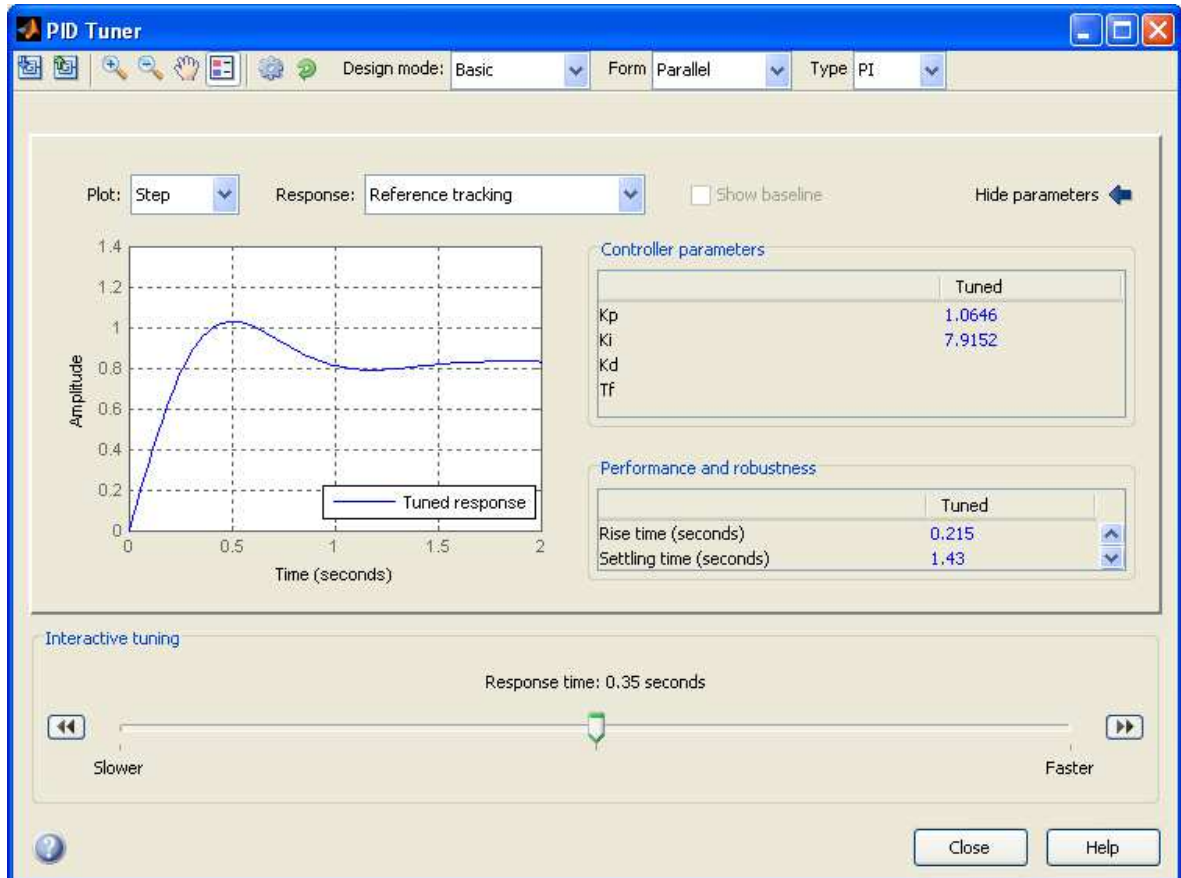 PID Tuner
Design mode: Basic Form Parallel Type PI
Plot: Step Response: Reference tracking Show baseline Hide parameters
1.4
1.2
1
0.8
0.6
0.4
0.2
0
Amplitude
0 0.5 1 1.5 2
Time (seconds)
Tuned response
Controller parameters
Tuned
Kp 1.0646
Ki 7.9152
Kd
Tf
Performance and robustness
Tuned
Rise time (seconds) 0.215
Settling time (seconds) 1.43
Interactive tuning
Response time: 0.35 seconds
Slower Faster
Close Help